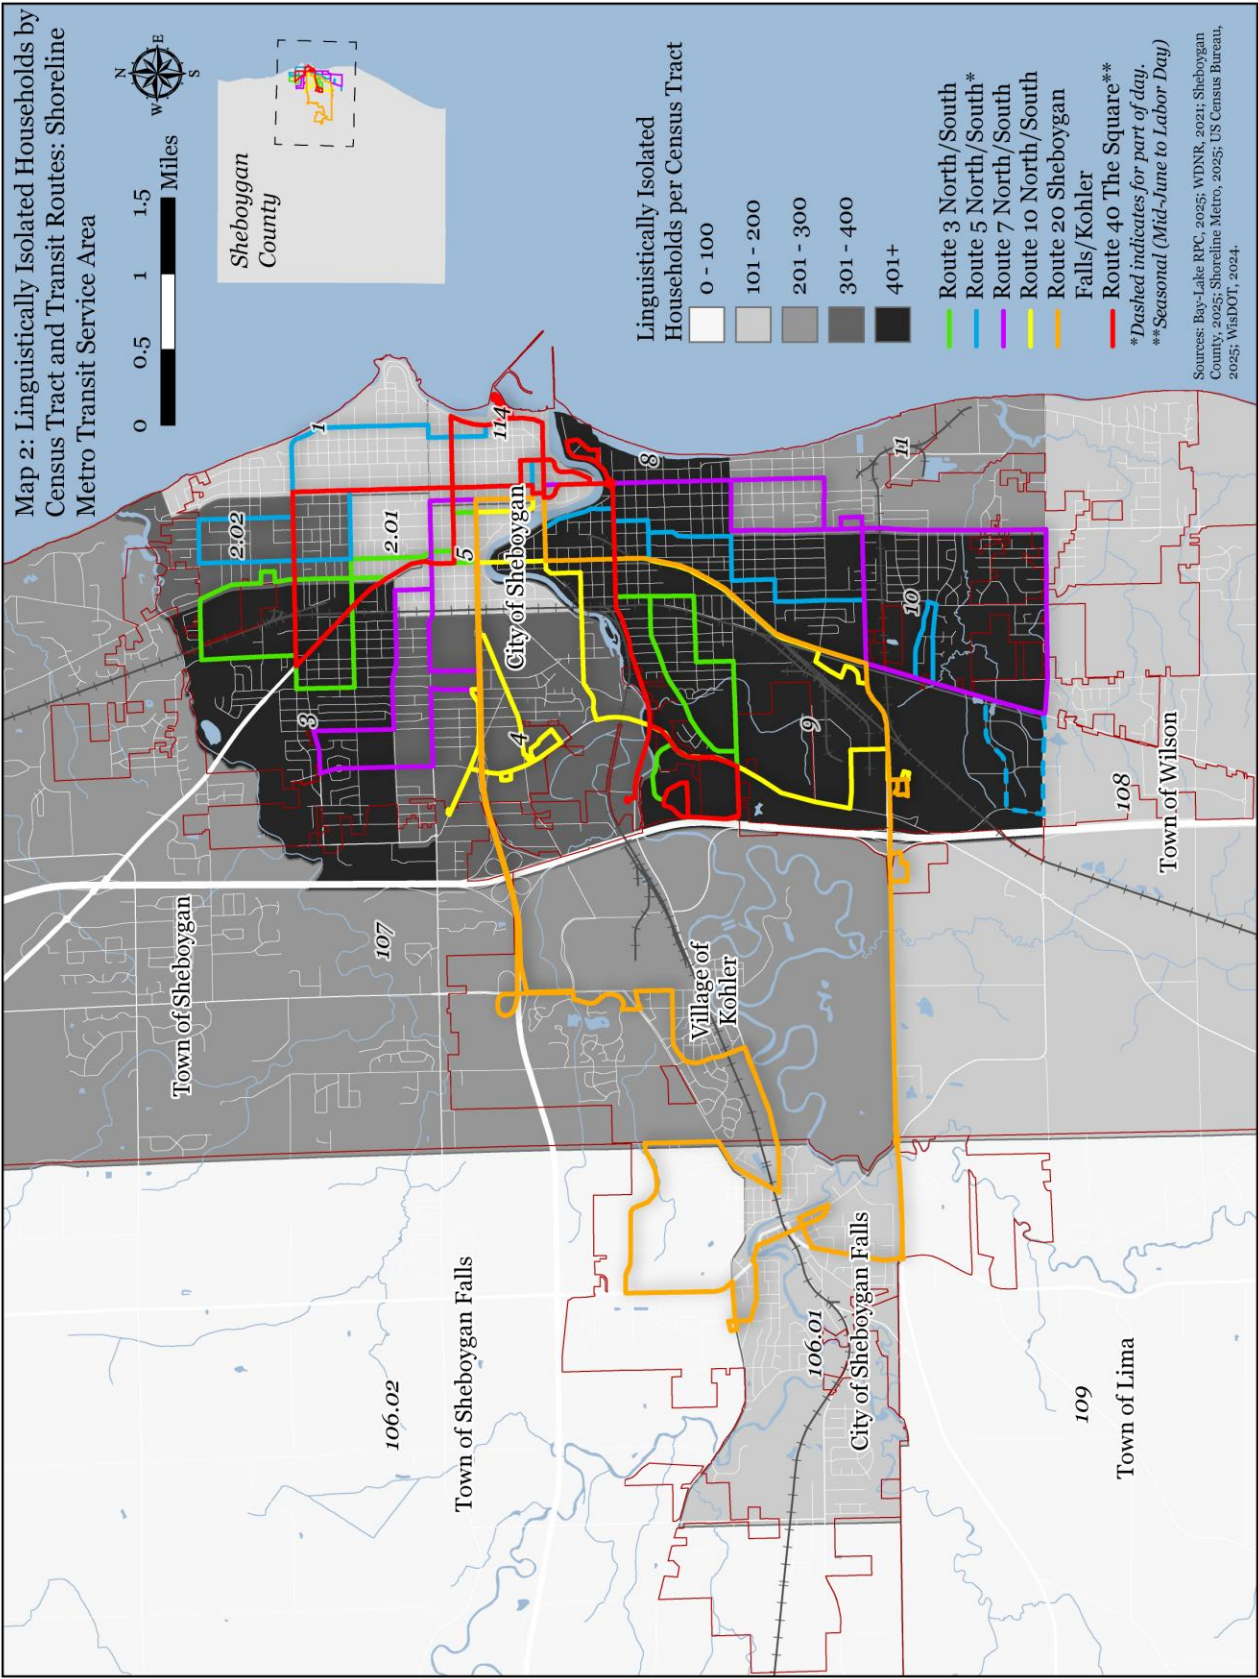 Map 2: Linguistically Isolated Households by
Census Tract and Transit Routes: Shoreline
Metro Transit Service Area
0 0.5 1 1.5
Miles
N
W E
S
Sheboygan
County
Linguistically Isolated
Households per Census Tract
0 - 100
101 - 200
201 - 300
301 - 400
401+
Route 3 North/South
Route 5 North/South*
Route 7 North/South
Route 10 North/South
Route 20 Sheboygan
Falls/Kohler
Route 40 The Square**
*Dashed indicates for part of day.
**Seasonal (Mid-June to Labor Day)
Sources: Bay-Lake RPC, 2025; WDNR, 2021; Sheboygan
County, 2025; Shoreline Metro, 2025; US Census Bureau,
2025; WisDOT, 2024.
Town of Sheboygan
107
2.02
1
3
2.01
5
114
4
City of Sheboygan
8
9
10
11
108
Town of Wilson
Village of
Kohler
106.02
Town of Sheboygan Falls
106.01
City of Sheboygan Falls
109
Town of Lima